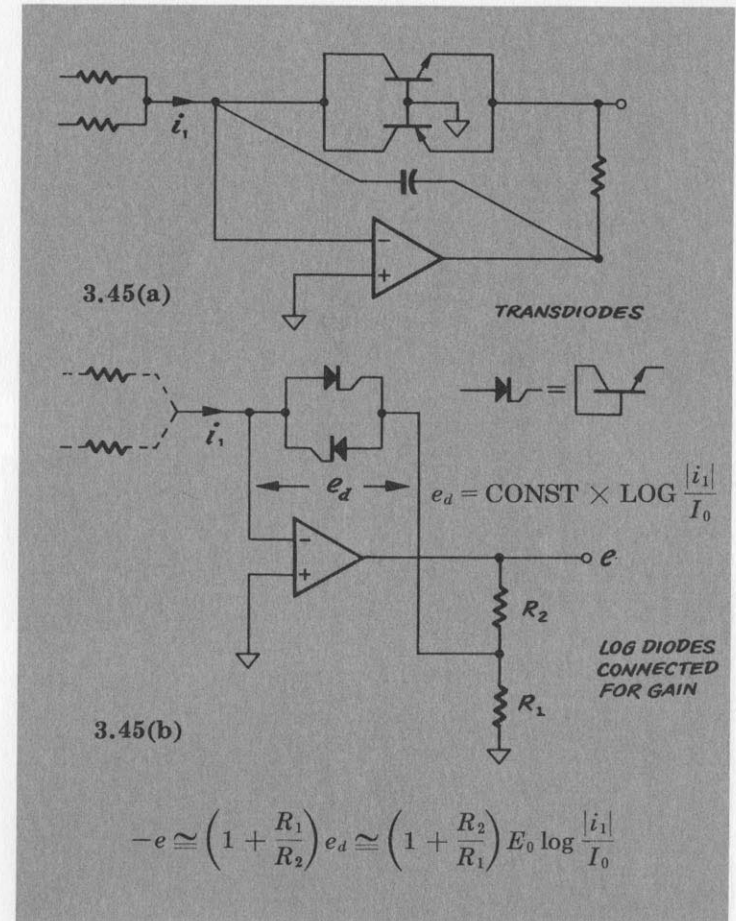 i₁
−
+
3.45(a)
TRANSDIODES
i₁
=
e_d
e_d = CONST × LOG |i₁|/I₀
−
+
e
R₂
LOG DIODES
CONNECTED
FOR GAIN
R₁
3.45(b)
−e ≅ (1 + R₁/R₂) e_d ≅ (1 + R₂/R₁) E₀ log |i₁|/I₀